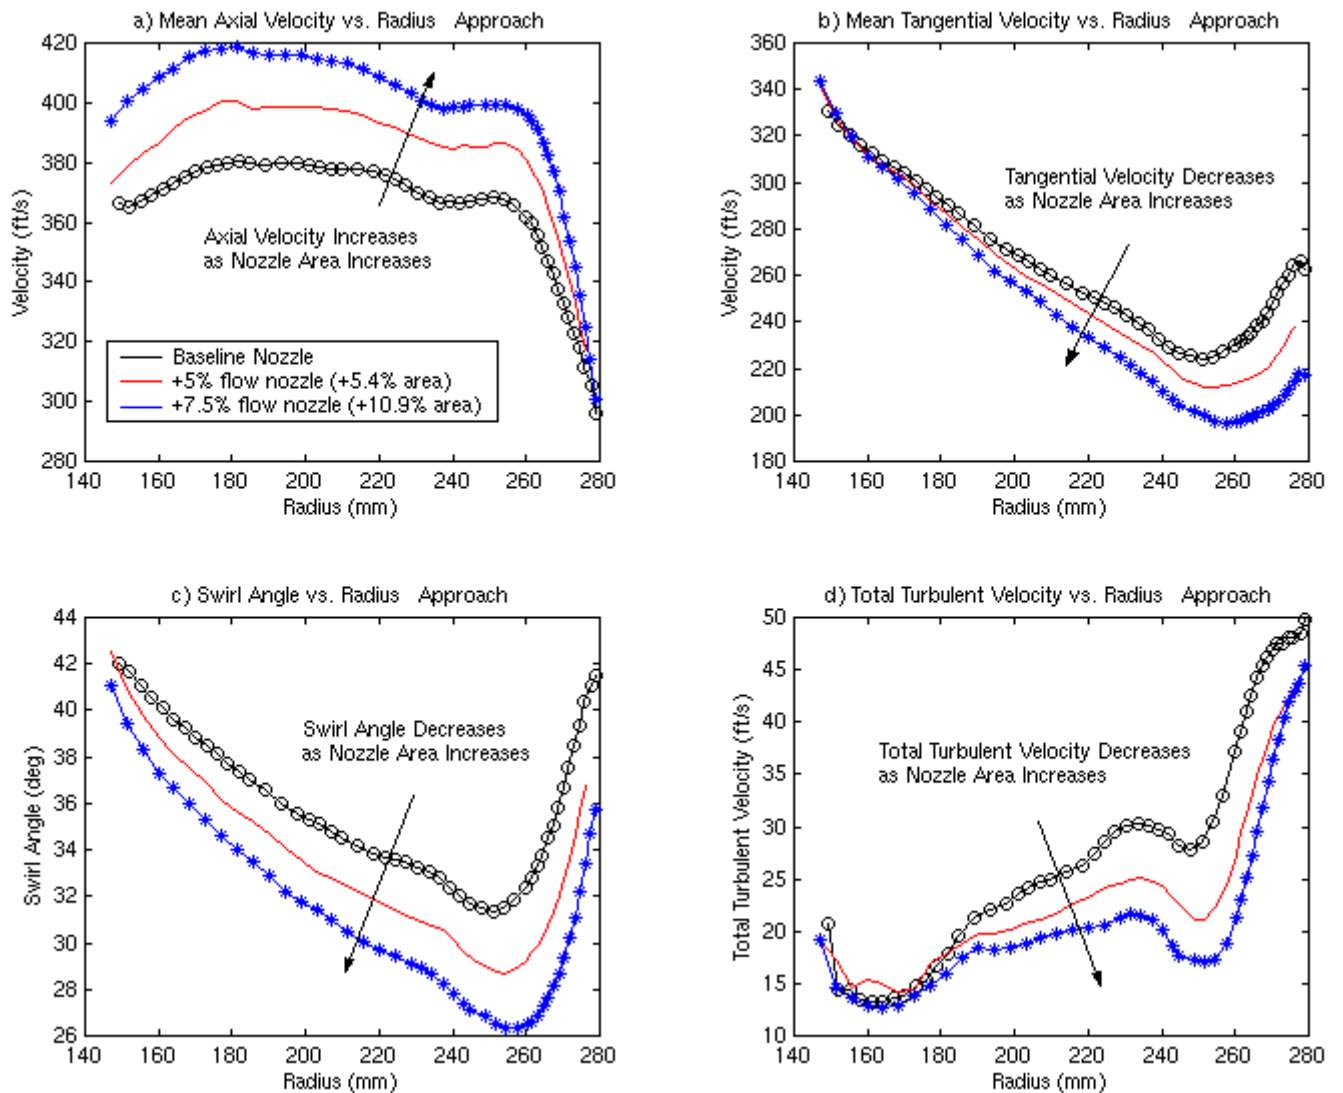 a) Mean Axial Velocity vs. Radius Approach
420
400
380
360
340
320
300
280
Velocity (ft/s)
Axial Velocity Increases
as Nozzle Area Increases
Baseline Nozzle
+5% flow nozzle (+5.4% area)
+7.5% flow nozzle (+10.9% area)
140 160 180 200 220 240 260 280
Radius (mm)
b) Mean Tangential Velocity vs. Radius Approach
360
340
320
300
280
260
240
220
200
180
Velocity (ft/s)
Tangential Velocity Decreases
as Nozzle Area Increases
140 160 180 200 220 240 260 280
Radius (mm)
c) Swirl Angle vs. Radius Approach
44
42
40
38
36
34
32
30
28
26
Swirl Angle (deg)
Swirl Angle Decreases
as Nozzle Area Increases
140 160 180 200 220 240 260 280
Radius (mm)
d) Total Turbulent Velocity vs. Radius Approach
50
45
40
35
30
25
20
15
10
Total Turbulent Velocity (ft/s)
Total Turbulent Velocity Decreases
as Nozzle Area Increases
140 160 180 200 220 240 260 280
Radius (mm)